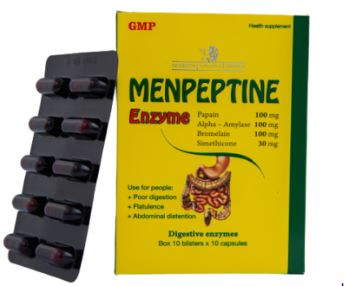 GMP
Health supplement
MENPEPTINE
Enzyme
Papain 100 mg
Alpha - Amylase 100 mg
Bromelain 100 mg
Simethicone 30 mg
Use for people:
+ Poor digestion
+ Flatulence
+ Abdominal distention
Digestive enzymes
Box 10 blisters x 10 capsules